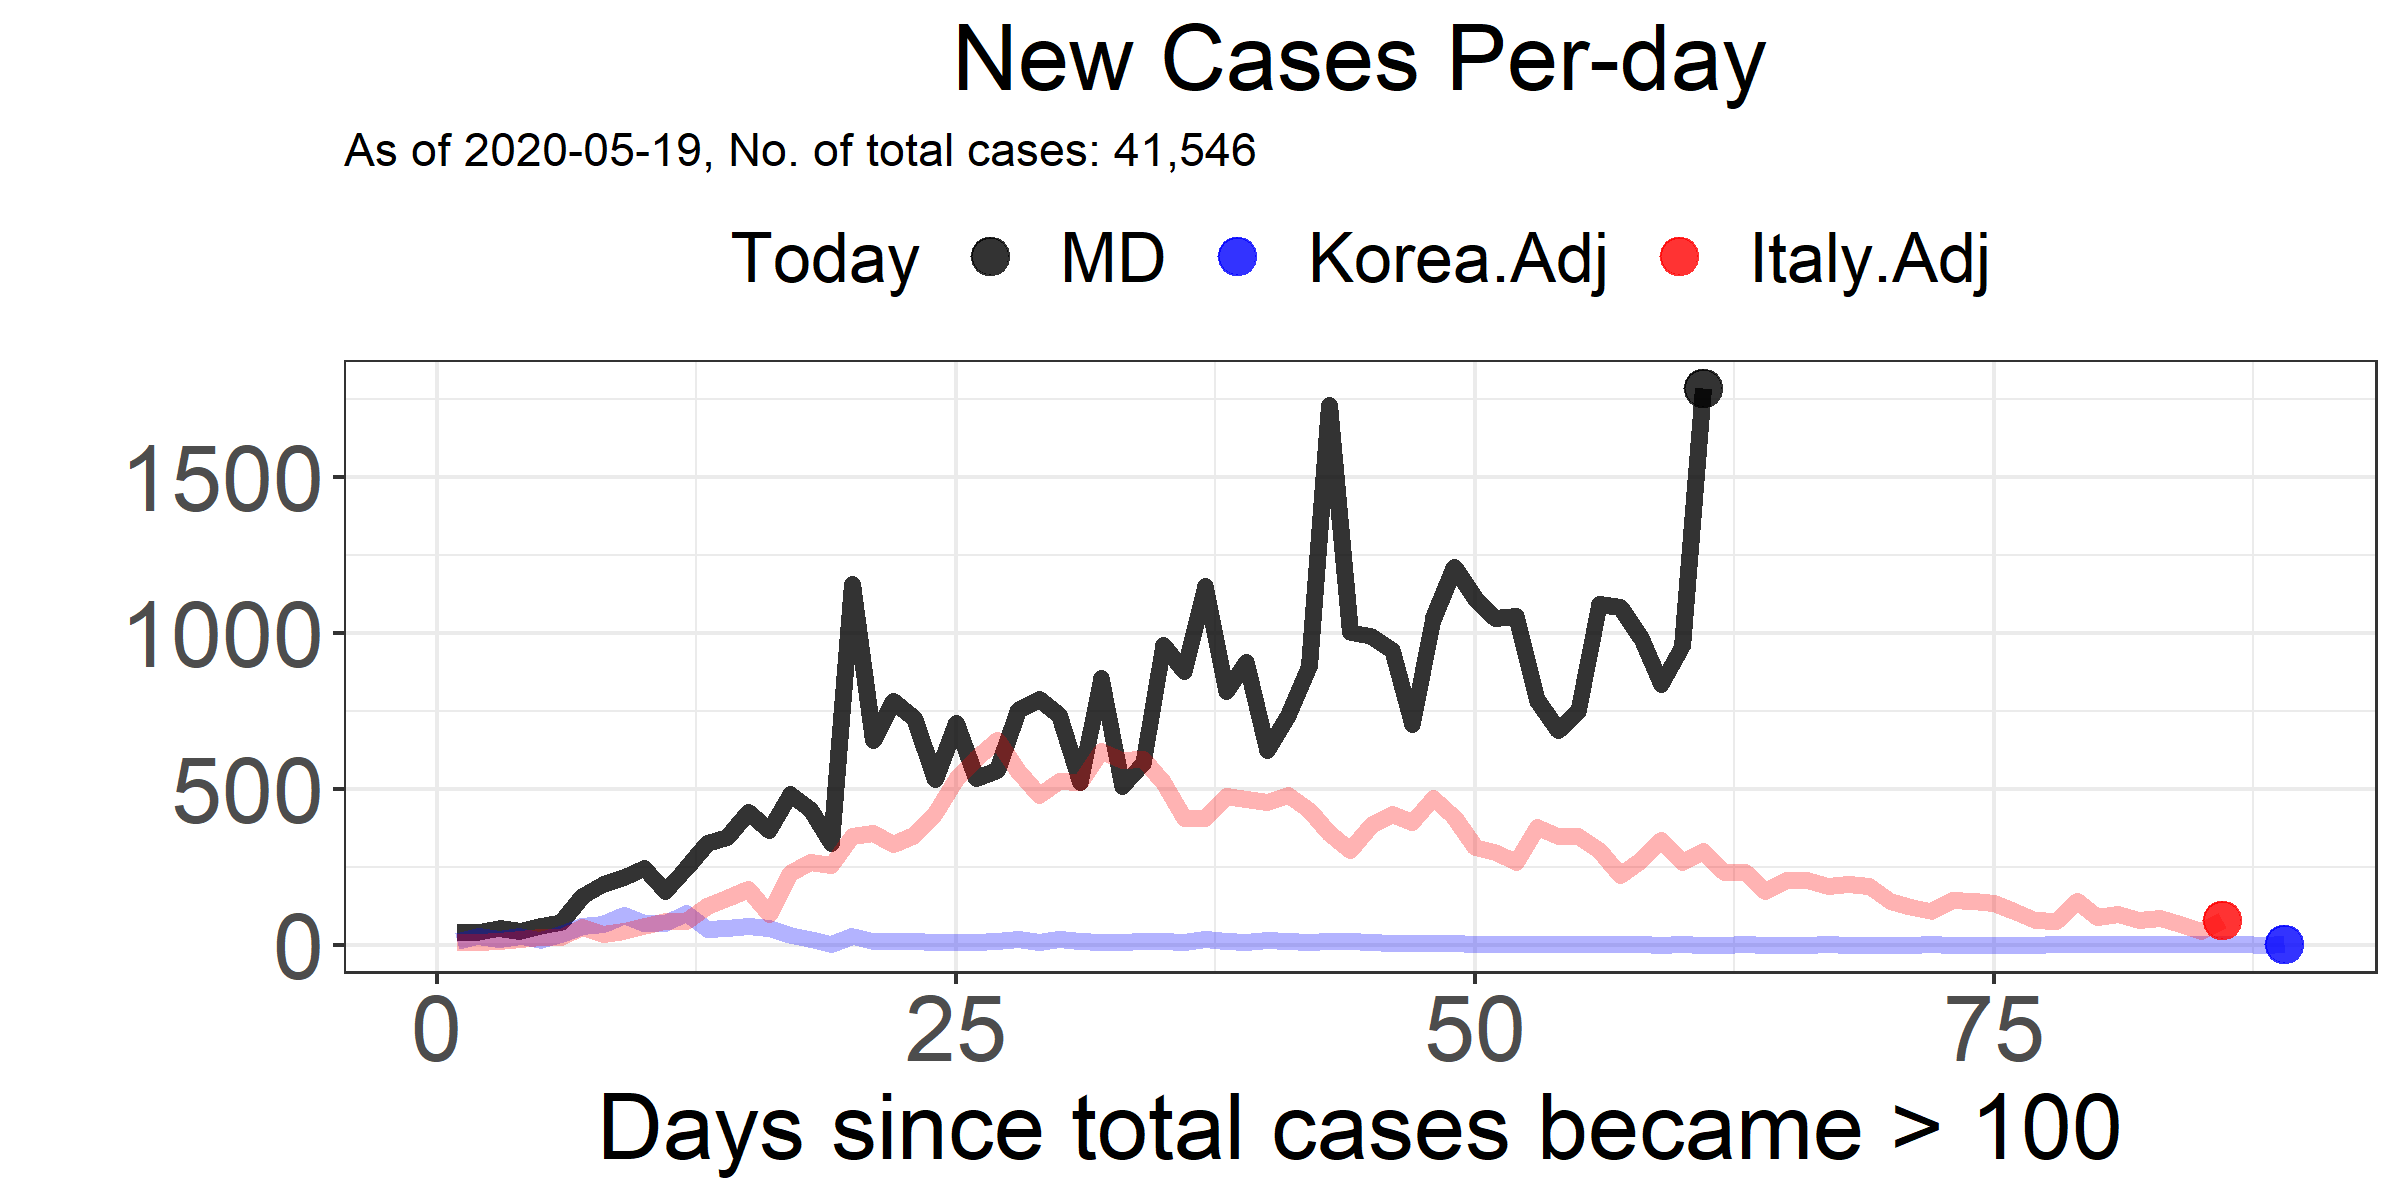 New Cases Per-day
As of 2020-05-19, No. of total cases: 41,546
Today MD Korea.Adj Italy.Adj
1500
1000
500
0
0 25 50 75
Days since total cases became > 100